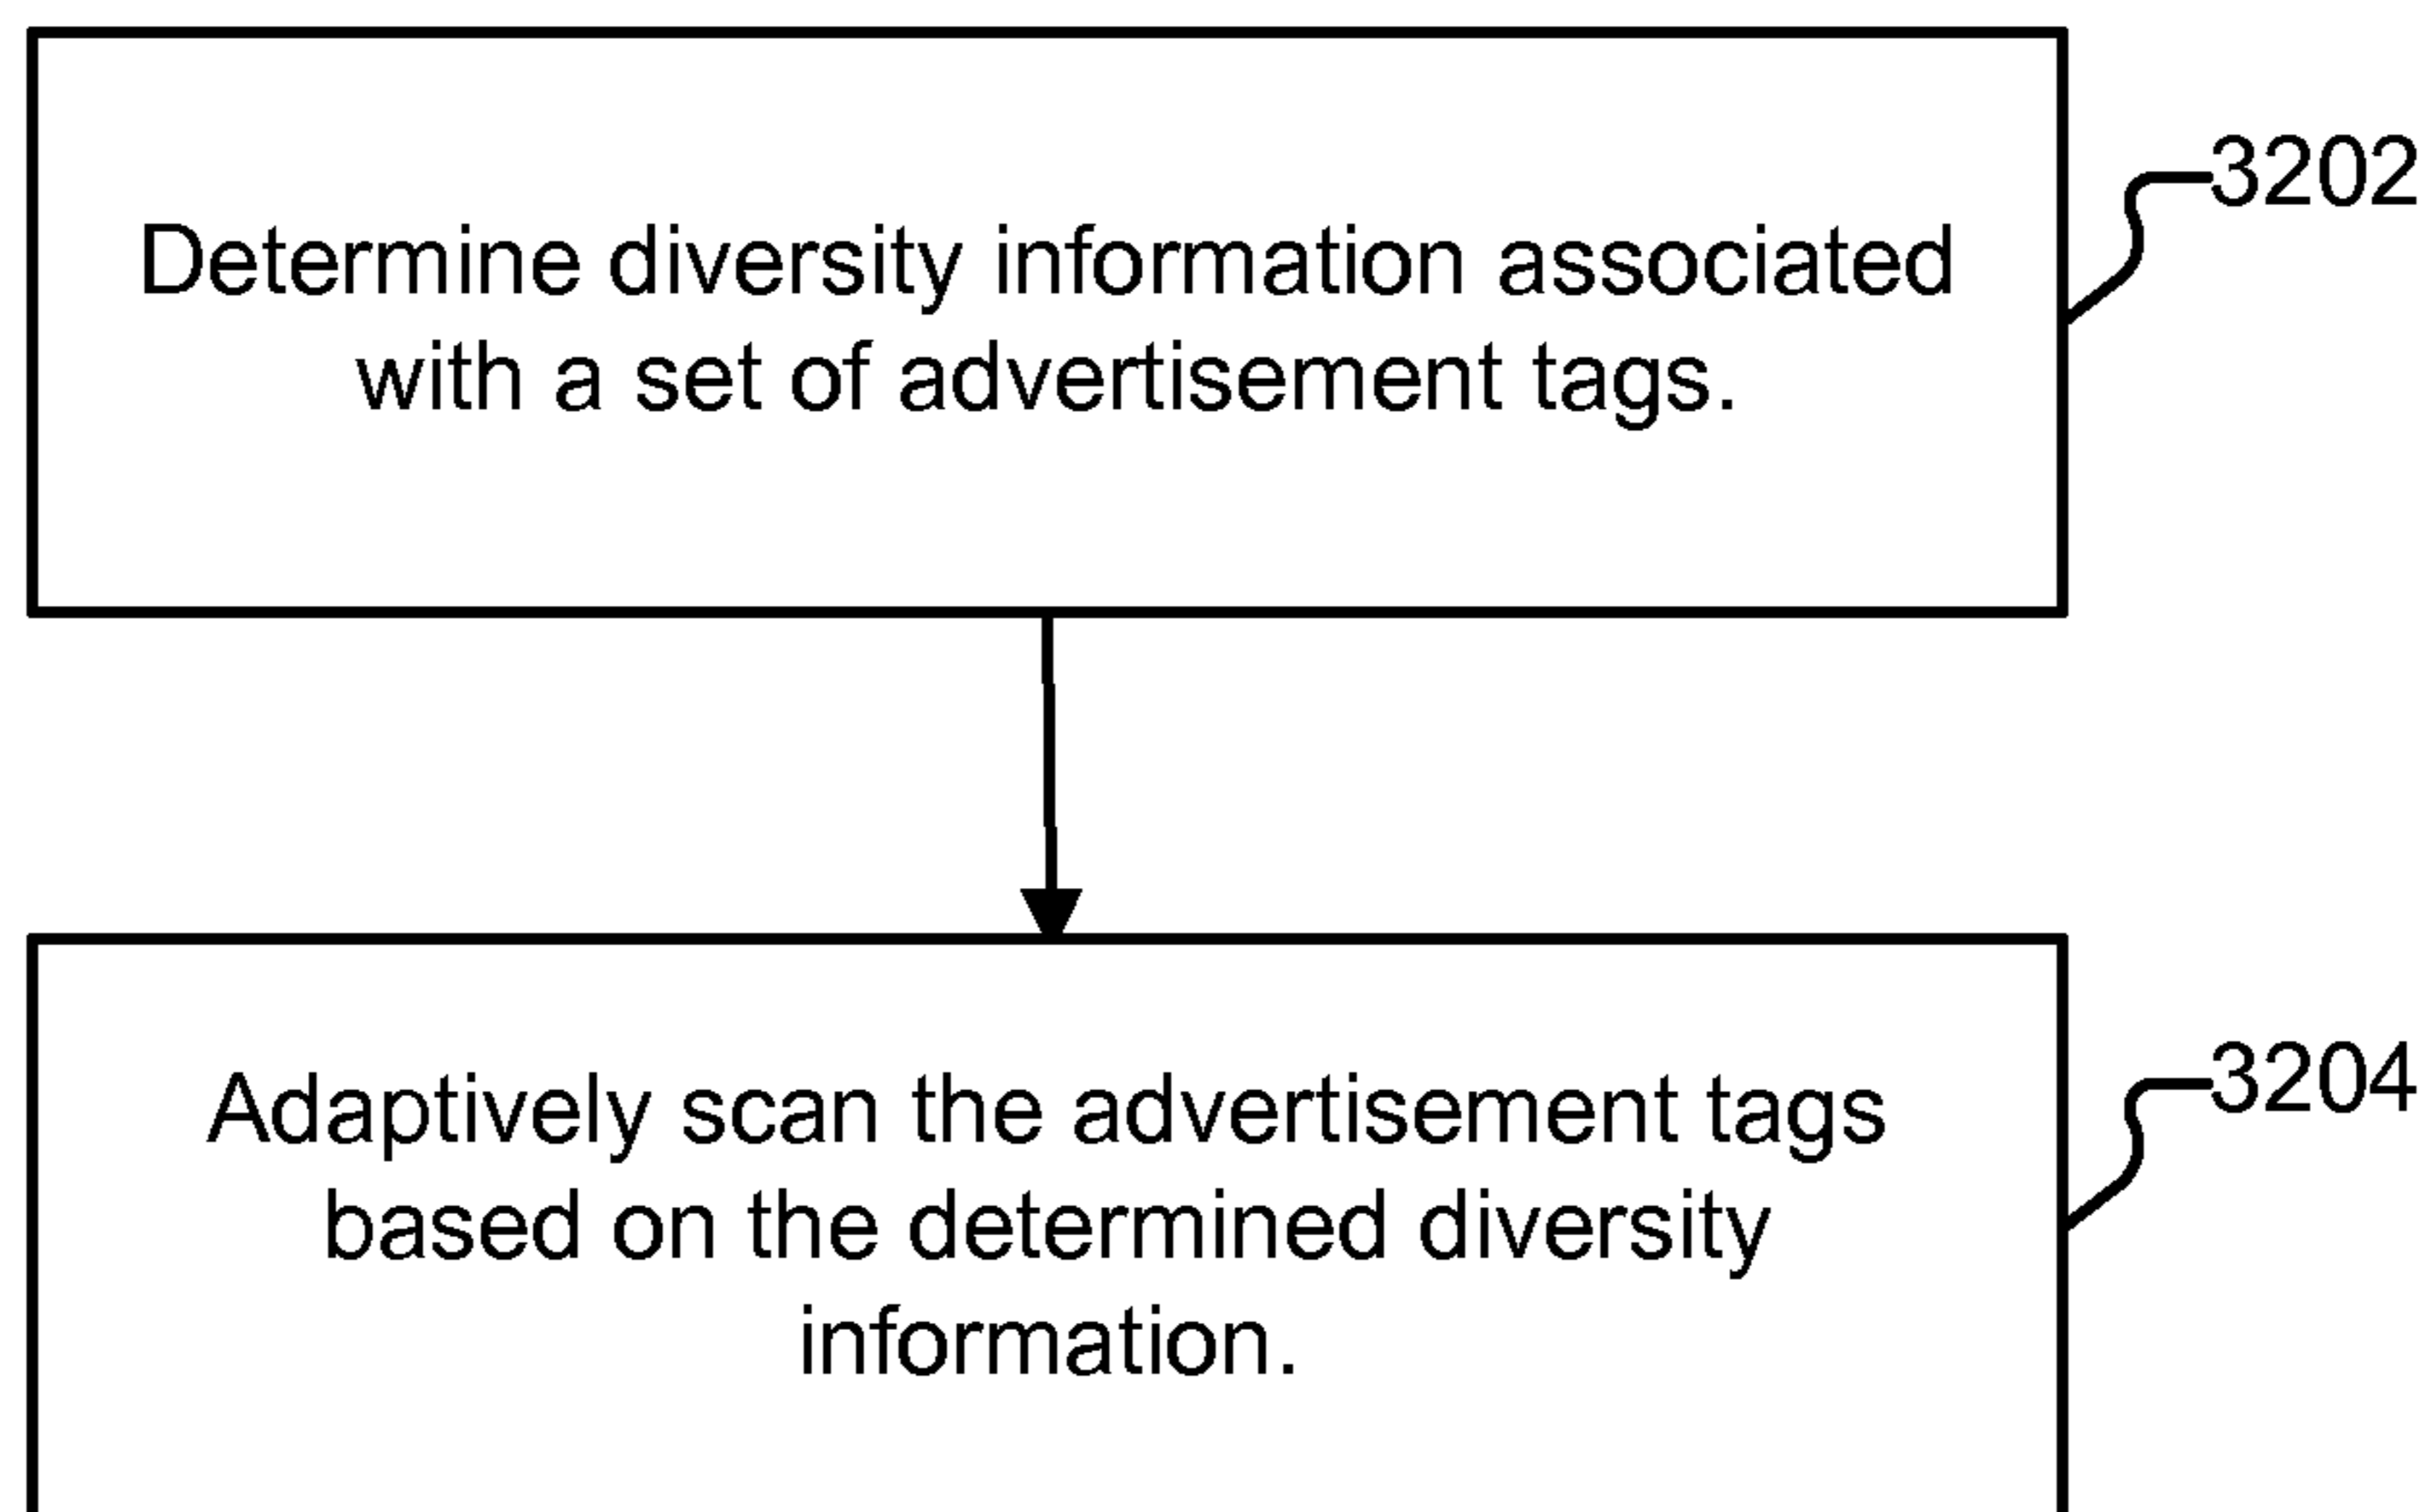 3202
Determine diversity information associated
with a set of advertisement tags.
3204
Adaptively scan the advertisement tags
based on the determined diversity
information.